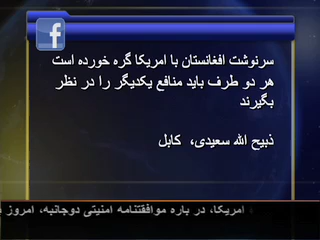 سرنوشت افغانستان با امریکا گره خورده است
هر دو طرف باید منافع یکدیگر را در نظر
بگیرند
ذبیح الله سعیدی، کابل
امریکا، در باره موافقتنامه امنیتی دوجانبه، امروز